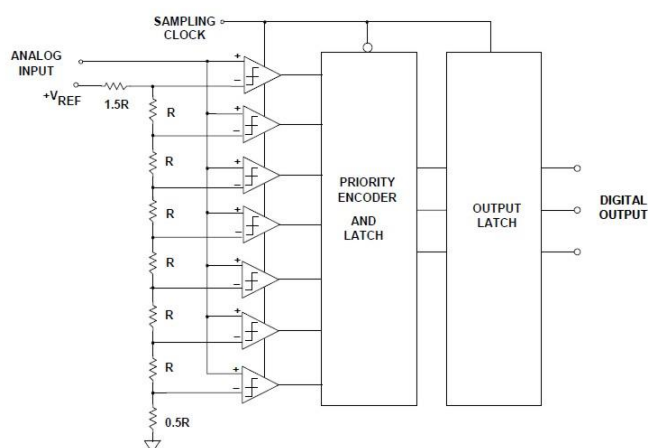 SAMPLING
CLOCK
ANALOG
INPUT
+VREF
1.5R
R
R
R
R
R
R
0.5R
+
−
+
−
+
−
+
−
+
−
+
−
+
−
PRIORITY
ENCODER
AND
LATCH
OUTPUT
LATCH
DIGITAL
OUTPUT